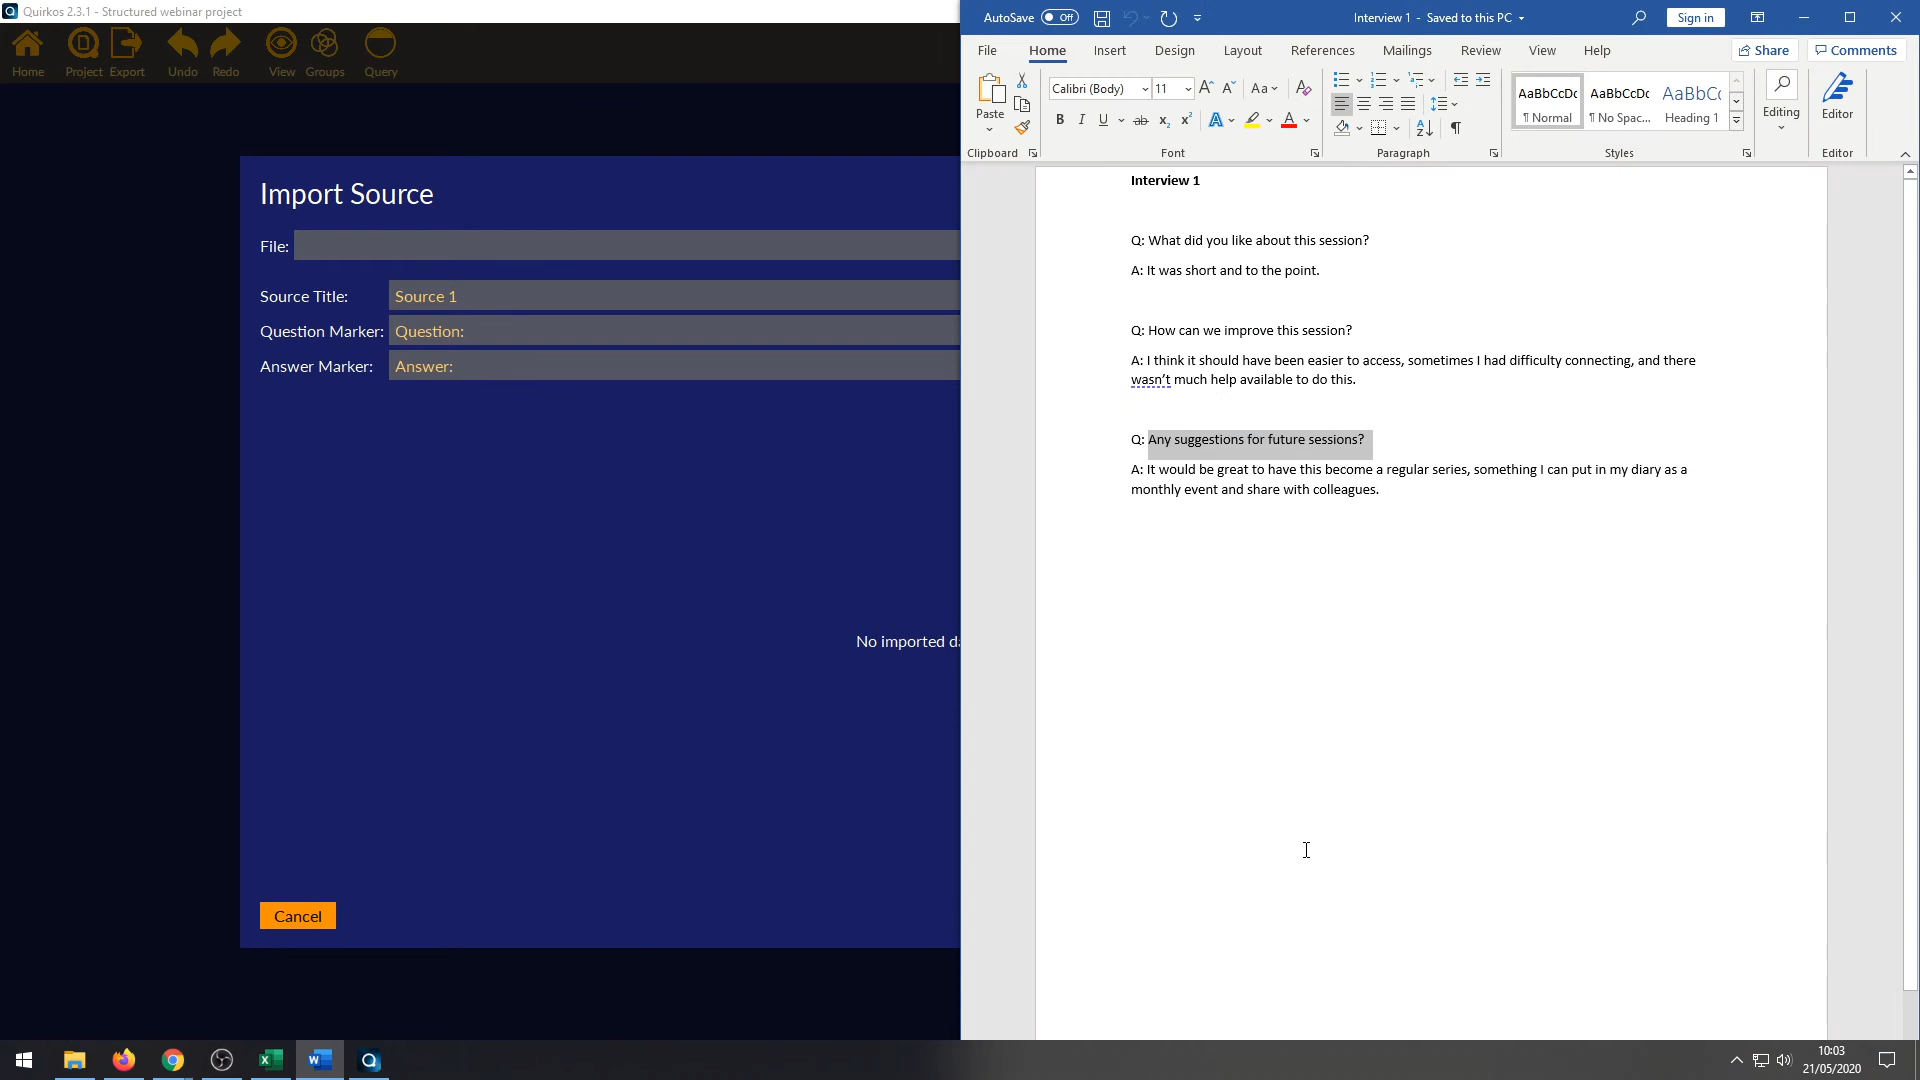 Quirkos 2.3.1 - Structured webinar project
Home
Project
Export
Undo
Redo
View
Groups
Query
Import Source
File:
Source Title: Source 1
Question Marker: Question:
Answer Marker: Answer:
No imported da
Cancel
AutoSave Off
Interview 1 - Saved to this PC
Sign in
File Home Insert Design Layout References Mailings Review View Help
Share
Comments
Paste
Calibri (Body) 11
Aa
B I U ab x₂ x²
A A
AaBbCcDc AaBbCcDc AaBbCc
¶ Normal ¶ No Spac... Heading 1
Editing
Editor
Clipboard Font Paragraph Styles Editor
Interview 1
Q: What did you like about this session?
A: It was short and to the point.
Q: How can we improve this session?
A: I think it should have been easier to access, sometimes I had difficulty connecting, and there
wasn't much help available to do this.
Q: Any suggestions for future sessions?
A: It would be great to have this become a regular series, something I can put in my diary as a
monthly event and share with colleagues.
10:03
21/05/2020